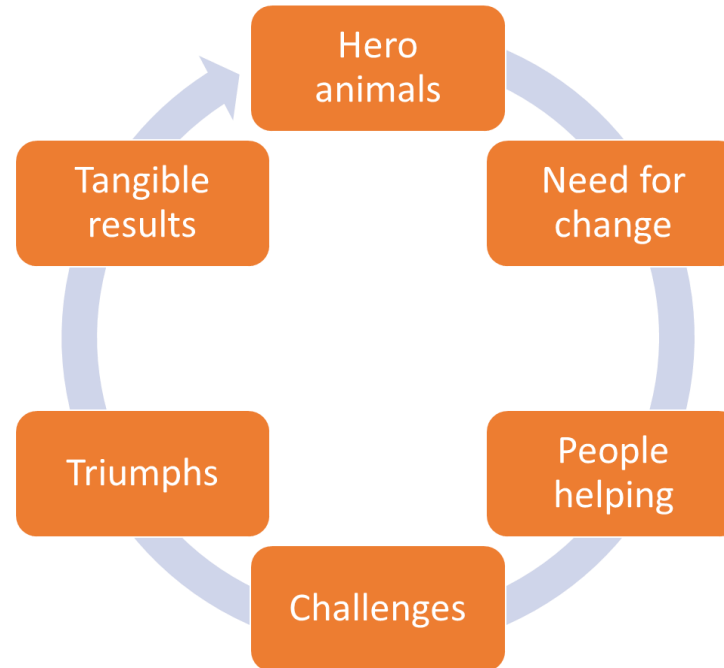 Hero
animals
Need for
change
People
helping
Challenges
Triumphs
Tangible
results